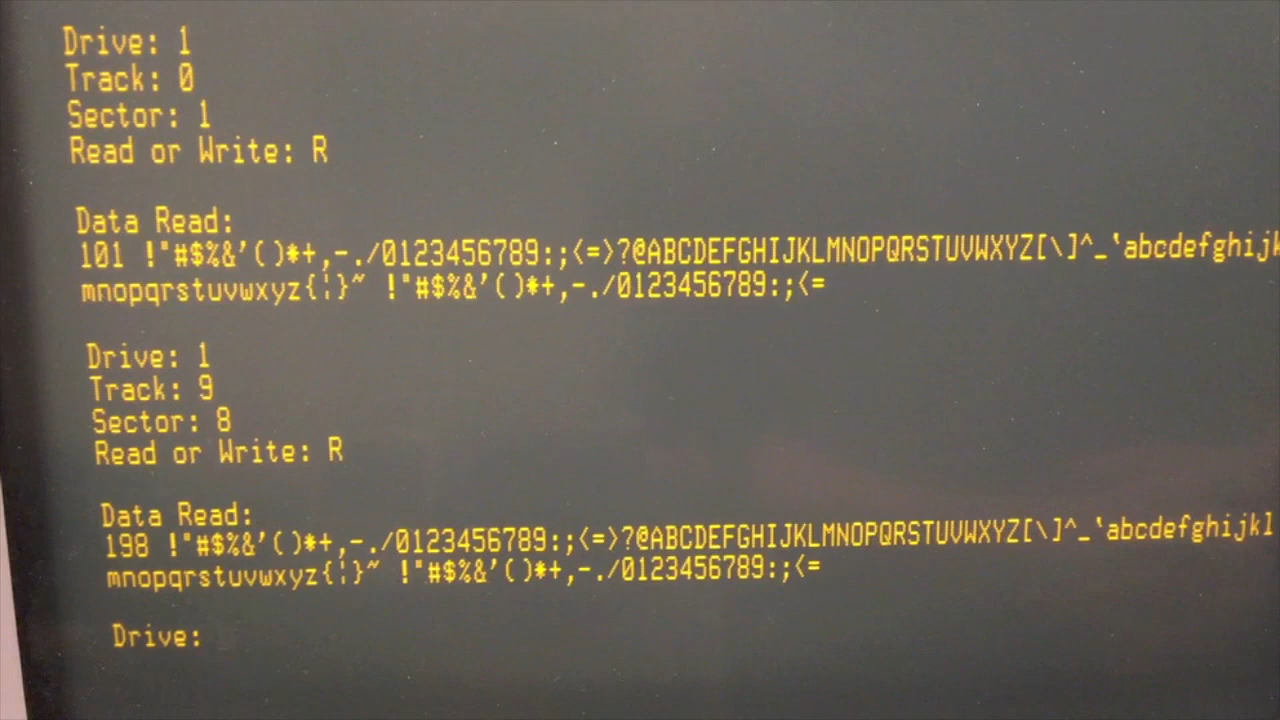 Drive: 1
Track: 0
Sector: 1
Read or Write: R
Data Read:
101 !"#$%&'()*+,-./0123456789:;<=>?@ABCDEFGHIJKLMNOPQRSTUVWXYZ[\]^_`abcdefghijk
mnopqrstuvwxyz{¦}~ !"#$%&'()*+,-./0123456789:;<=
Drive: 1
Track: 9
Sector: 8
Read or Write: R
Data Read:
198 !"#$%&'()*+,-./0123456789:;<=>?@ABCDEFGHIJKLMNOPQRSTUVWXYZ[\]^_`abcdefghijkl
mnopqrstuvwxyz{¦}~ !"#$%&'()*+,-./0123456789:;<=
Drive: